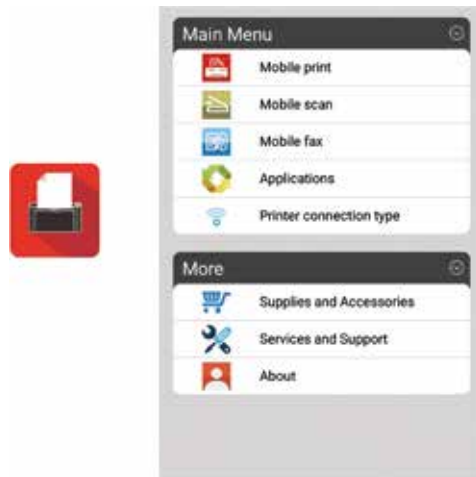 Main Menu
Mobile print
Mobile scan
Mobile fax
Applications
Printer connection type
More
Supplies and Accessories
Services and Support
About